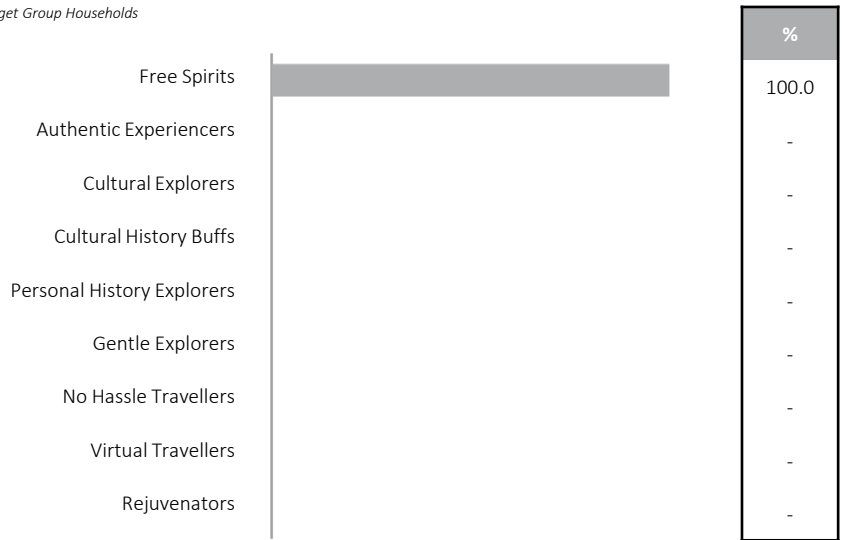 get Group Households
%
Free Spirits 100.0
Authentic Experiencers -
Cultural Explorers -
Cultural History Buffs -
Personal History Explorers -
Gentle Explorers -
No Hassle Travellers -
Virtual Travellers -
Rejuvenators -